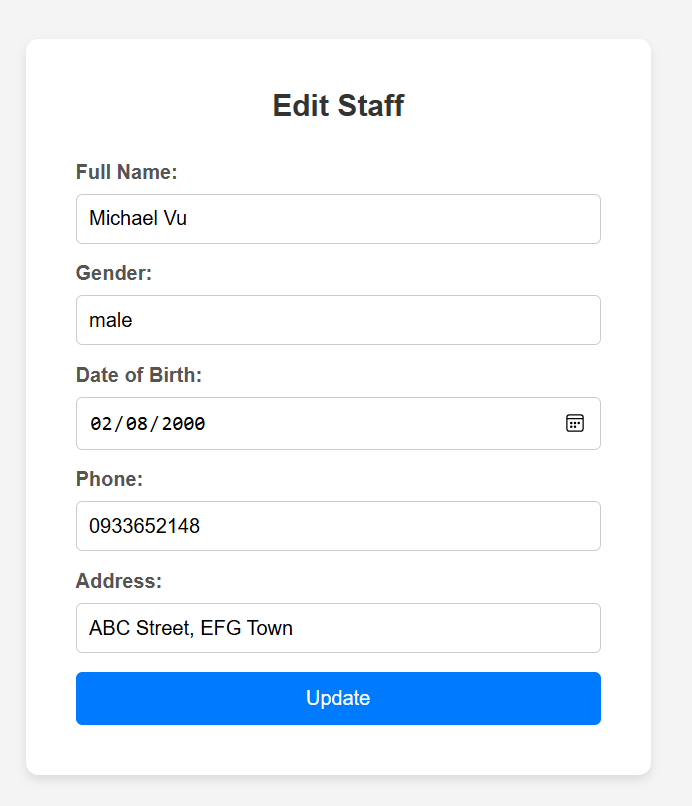 Edit Staff
Full Name:
Michael Vu
Gender:
male
Date of Birth:
02/08/2000
Phone:
0933652148
Address:
ABC Street, EFG Town
Update